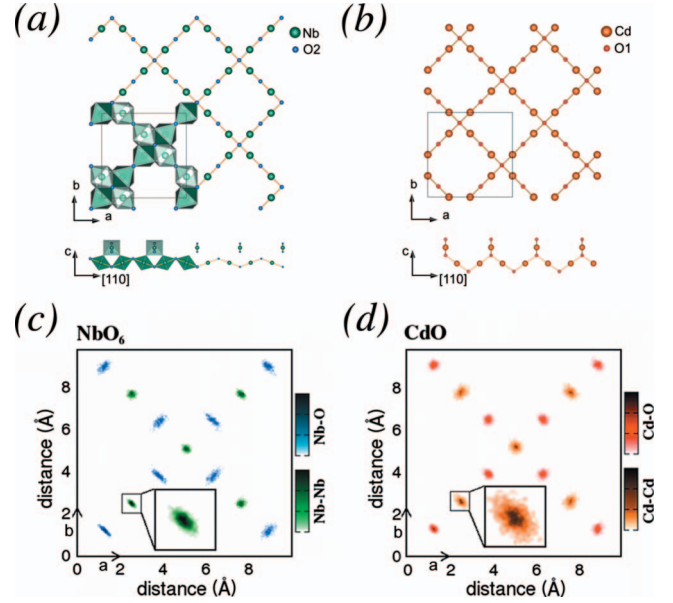 (a)
Nb
O2
b
a
c
[110]
(b)
Cd
O1
b
a
c
[110]
(c)
NbO₆
distance (Å)
8
6
4
2
0
b
a
0
2
4
6
8
distance (Å)
Nb-O
Nb-Nb
(d)
CdO
distance (Å)
8
6
4
2
0
b
a
0
2
4
6
8
distance (Å)
Cd-O
Cd-Cd